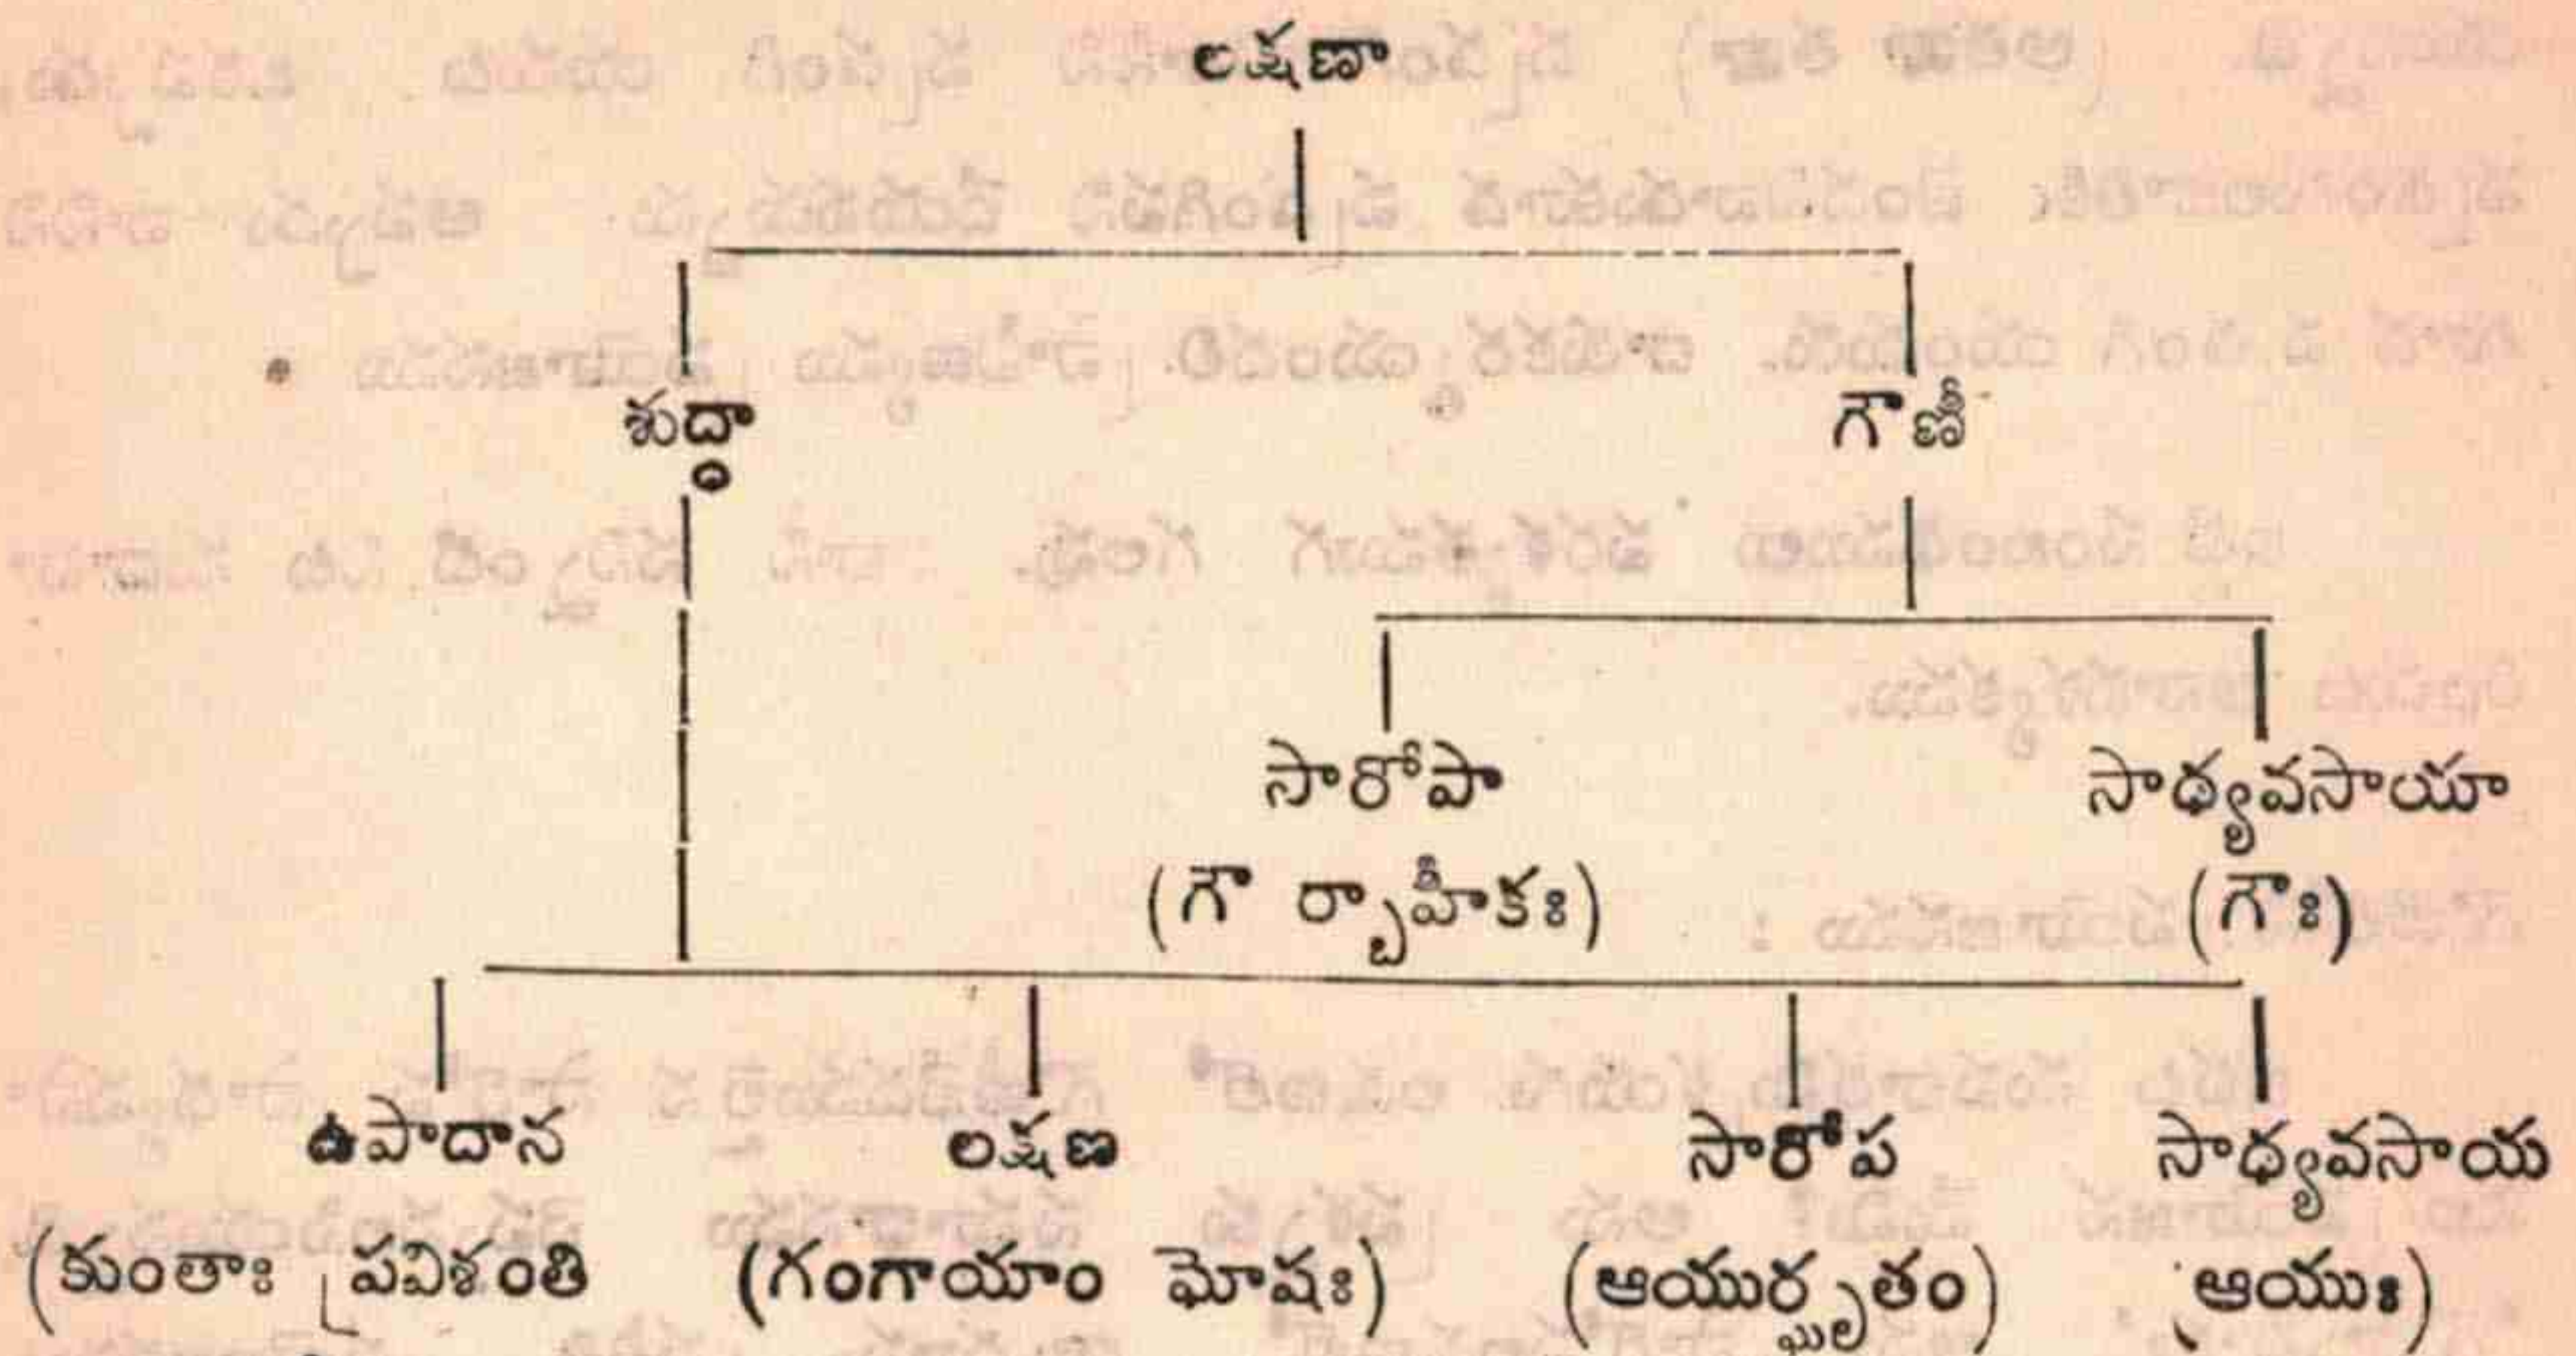 లక్షణా
శుద్ధా గౌణీ
సారోపా సాధ్యవసాయా
(గౌ ర్బాహీకః) (గౌః)
ఉపాదాన లక్షణ సారోప సాధ్యవసాయ
(కుంతాః ప్రవిశంతి (గంగాయాం ఘోషః) (ఆయుర్ఘృతం) (ఆయుః)